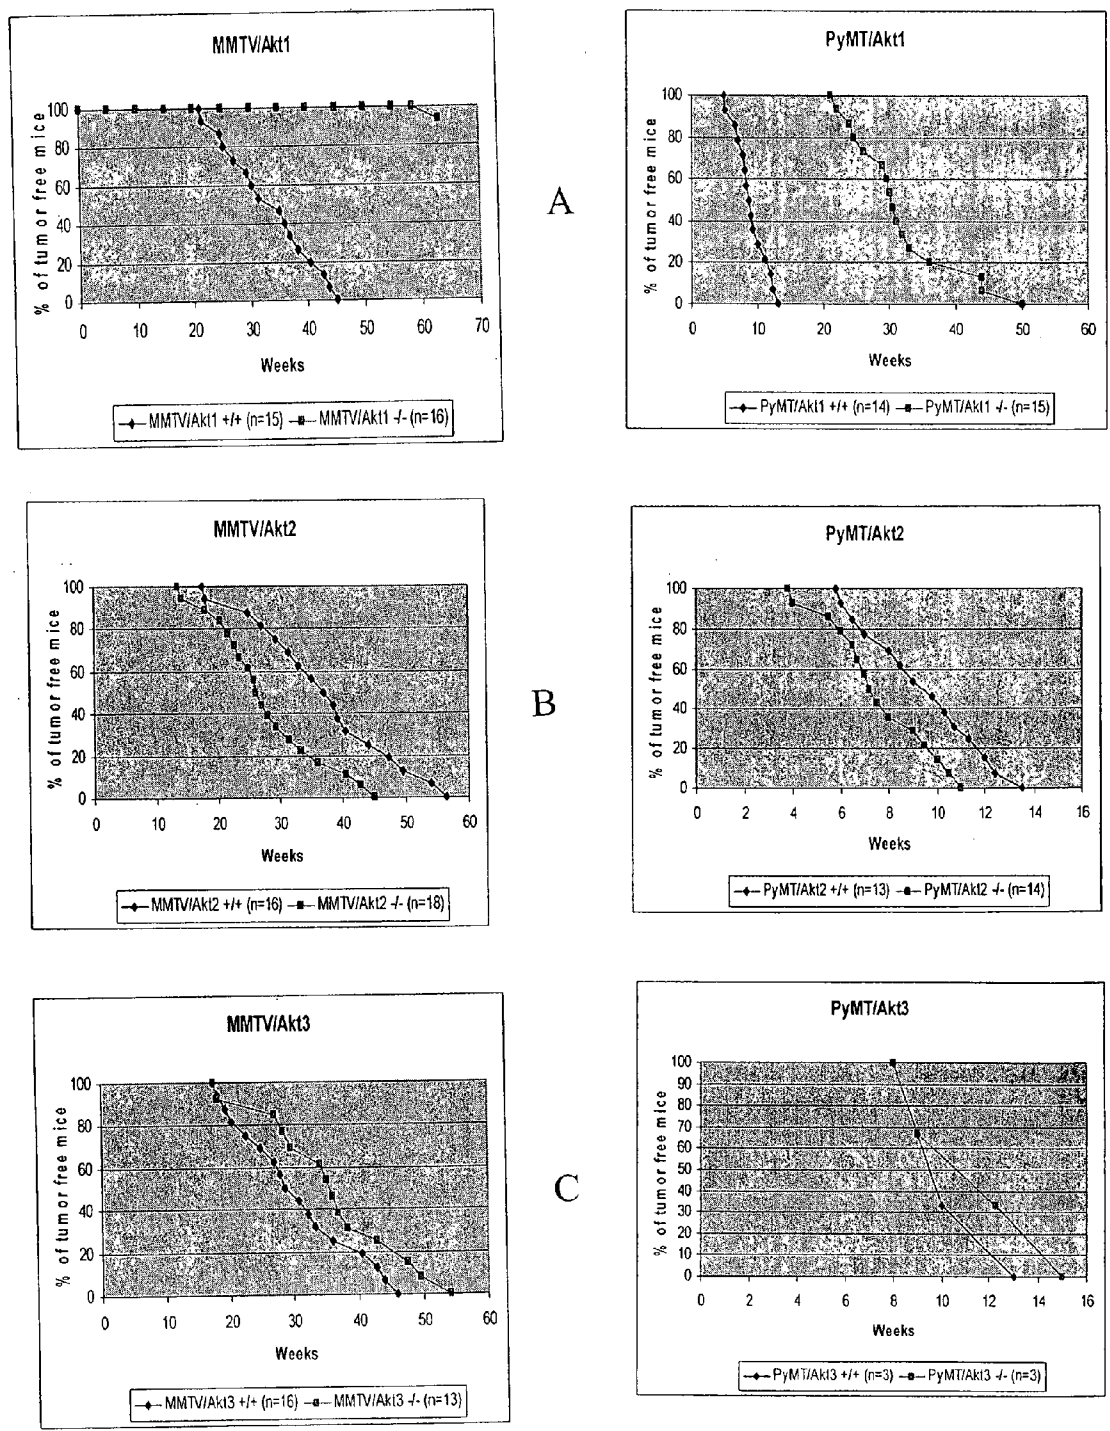 MMTV/Akt1
% of tumor free mice
100
80
60
40
20
0
0 10 20 30 40 50 60 70
Weeks
MMTV/Akt1 +/+ (n=15) MMTV/Akt1 -/- (n=16)
A
PyMT/Akt1
% of tumor free mice
100
80
60
40
20
0
0 10 20 30 40 50 60
Weeks
PyMT/Akt1 +/+ (n=14) PyMT/Akt1 -/- (n=15)
MMTV/Akt2
% of tumor free mice
100
80
60
40
20
0
0 10 20 30 40 50 60
Weeks
MMTV/Akt2 +/+ (n=16) MMTV/Akt2 -/- (n=18)
B
PyMT/Akt2
% of tumor free mice
100
80
60
40
20
0
0 2 4 6 8 10 12 14 16
Weeks
PyMT/Akt2 +/+ (n=13) PyMT/Akt2 -/- (n=14)
MMTV/Akt3
% of tumor free mice
100
80
60
40
20
0
0 10 20 30 40 50 60
Weeks
MMTV/Akt3 +/+ (n=16) MMTV/Akt3 -/- (n=13)
C
PyMT/Akt3
% of tumor free mice
100
90
80
70
60
50
40
30
20
10
0
0 2 4 6 8 10 12 14 16
Weeks
PyMT/Akt3 +/+ (n=3) PyMT/Akt3 -/- (n=3)